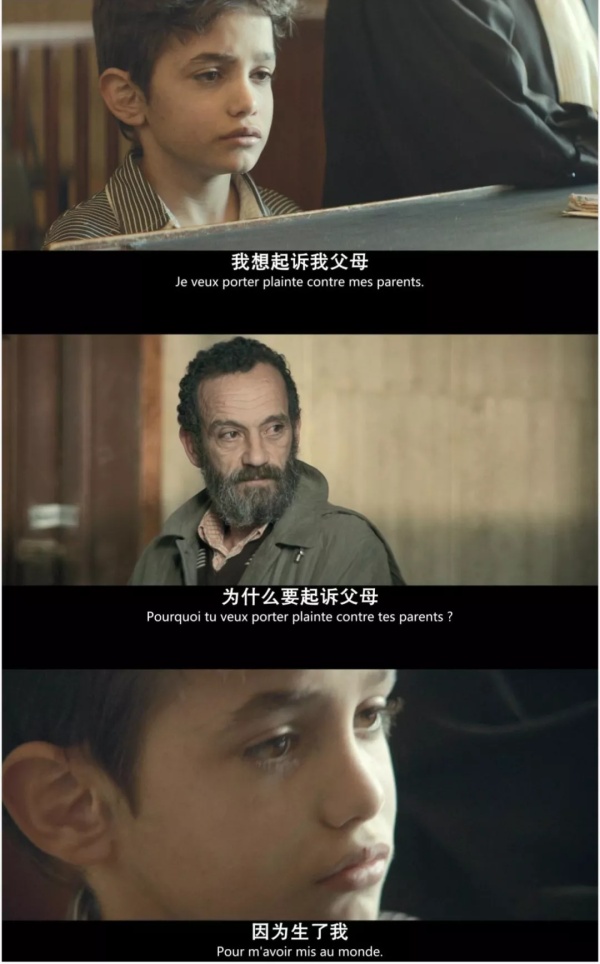 我想起诉我父母
Je veux porter plainte contre mes parents.
为什么要起诉父母
Pourquoi tu veux porter plainte contre tes parents ?
因为生了我
Pour m'avoir mis au monde.